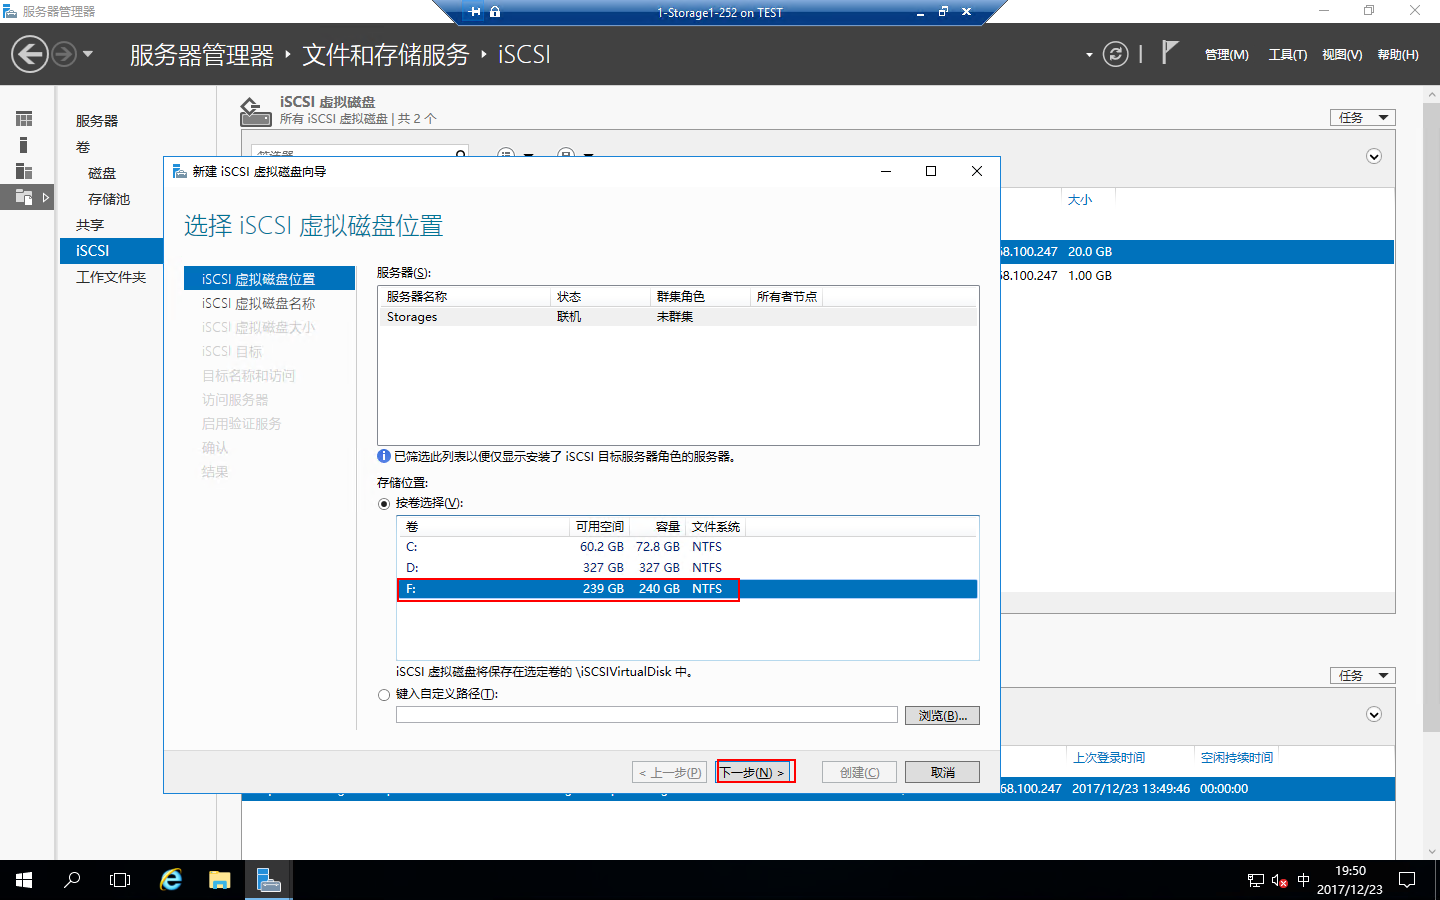 服务器管理器
1-Storage1-252 on TEST
服务器管理器 ‣ 文件和存储服务 ‣ iSCSI
管理(M) 工具(T) 视图(V) 帮助(H)
服务器
卷
磁盘
存储池
共享
iSCSI
工作文件夹
iSCSI 虚拟磁盘
所有 iSCSI 虚拟磁盘 | 共 2 个
任务
大小
68.100.247 20.0 GB
68.100.247 1.00 GB
新建 iSCSI 虚拟磁盘向导
选择 iSCSI 虚拟磁盘位置
iSCSI 虚拟磁盘位置
iSCSI 虚拟磁盘名称
iSCSI 虚拟磁盘大小
iSCSI 目标
目标名称和访问
访问服务器
启用验证服务
确认
结果
服务器(S):
服务器名称 状态 群集角色 所有者节点
Storages 联机 未群集
已筛选此列表以便仅显示安装了 iSCSI 目标服务器角色的服务器。
存储位置:
按卷选择(V):
卷 可用空间 容量 文件系统
C: 60.2 GB 72.8 GB NTFS
D: 327 GB 327 GB NTFS
F: 239 GB 240 GB NTFS
iSCSI 虚拟磁盘将保存在选定卷的 \iSCSIVirtualDisk 中。
键入自定义路径(T):
浏览(B)...
< 上一步(P) 下一步(N) > 创建(C) 取消
任务
上次登录时间 空闲持续时间
68.100.247 2017/12/23 13:49:46 00:00:00
中
19:50
2017/12/23